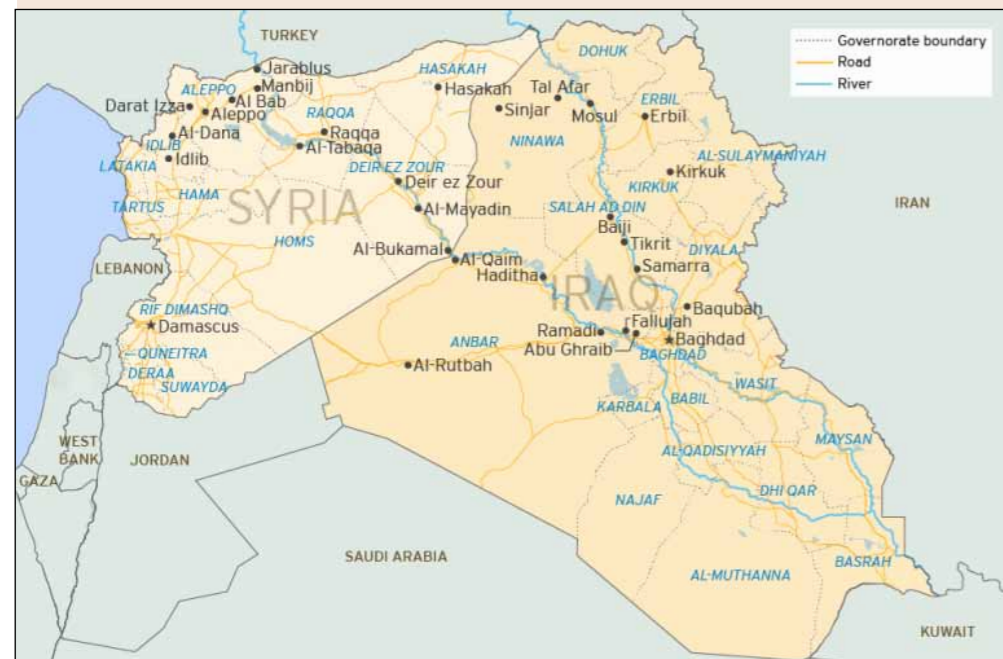 TURKEY
Governorate boundary
Road
River
DOHUK
Jarablus
HASAKAH
Manbij
ALEPPO
Al Bab
Hasakah
Tal Afar
ERBIL
Darat Izza
Aleppo
RAQQA
Sinjar
Mosul
Erbil
Al-Dana
Raqqa
NINAWA
IDLIB
Al-Tabaqa
AL-SULAYMANIYAH
Idlib
LATAKIA
DEIR EZ ZOUR
Kirkuk
Deir ez Zour
KIRKUK
HAMA
SYRIA
TARTUS
Al-Mayadin
SALAH AD DIN
IRAN
Baiji
HOMS
Tikrit
Al-Bukamal
DIYALA
Al-Qaim
LEBANON
Samarra
Haditha
IRAQ
RIF DIMASHQ
Baqubah
Damascus
Ramadi
Fallujah
ANBAR
Baghdad
Abu Ghraib
QUNEITRA
BAGHDAD
Al-Rutbah
DERAA
WASIT
SUWAYDA
BABIL
KARBALA
WEST
BANK
MAYSAN
AL-QADISIYYAH
JORDAN
GAZA
DHI QAR
NAJAF
SAUDI ARABIA
BASRAH
AL-MUTHANNA
KUWAIT